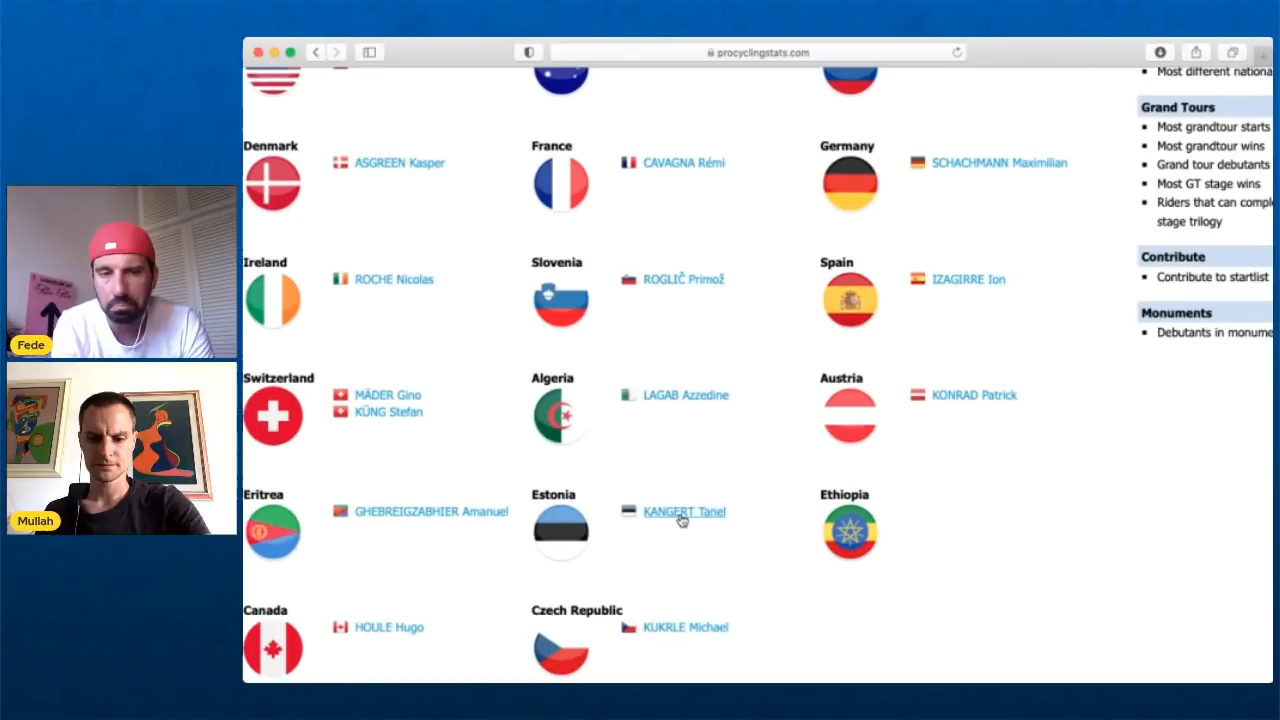 procyclingstats.com
Most different nationa
Grand Tours
Most grandtour starts
Most grandtour wins
Grand tour debutants
Most GT stage wins
Riders that can compl
stage trilogy
Contribute
Contribute to startlist
Monuments
Debutants in monume
Denmark
ASGREEN Kasper
France
CAVAGNA Rémi
Germany
SCHACHMANN Maximilian
Ireland
ROCHE Nicolas
Slovenia
ROGLIČ Primož
Spain
IZAGIRRE Ion
Switzerland
MÄDER Gino
KÜNG Stefan
Algeria
LAGAB Azzedine
Austria
KONRAD Patrick
Eritrea
GHEBREIGZABHIER Amanuel
Estonia
KANGERT Tanel
Ethiopia
Canada
HOULE Hugo
Czech Republic
KUKRLE Michael
Fede
Mullah